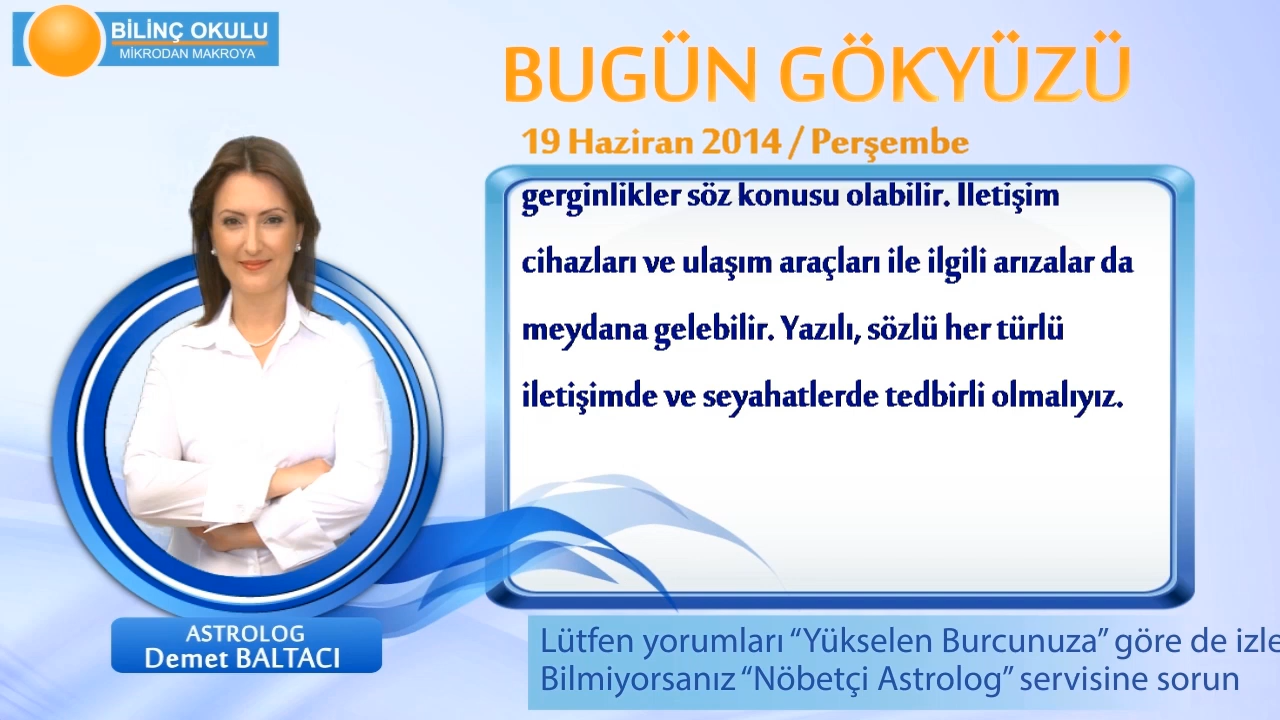 BİLİNÇ OKULU
MİKRODAN MAKROYA
BUGÜN GÖKYÜZÜ
19 Haziran 2014 / Perşembe
gerginlikler söz konusu olabilir. İletişim
cihazları ve ulaşım araçları ile ilgili arızalar da
meydana gelebilir. Yazılı, sözlü her türlü
iletişimde ve seyahatlerde tedbirli olmalıyız.
ASTROLOG
Demet BALTACI
Lütfen yorumları “Yükselen Burcunuza” göre de izle
Bilmiyorsanız “Nöbetçi Astrolog” servisine sorun